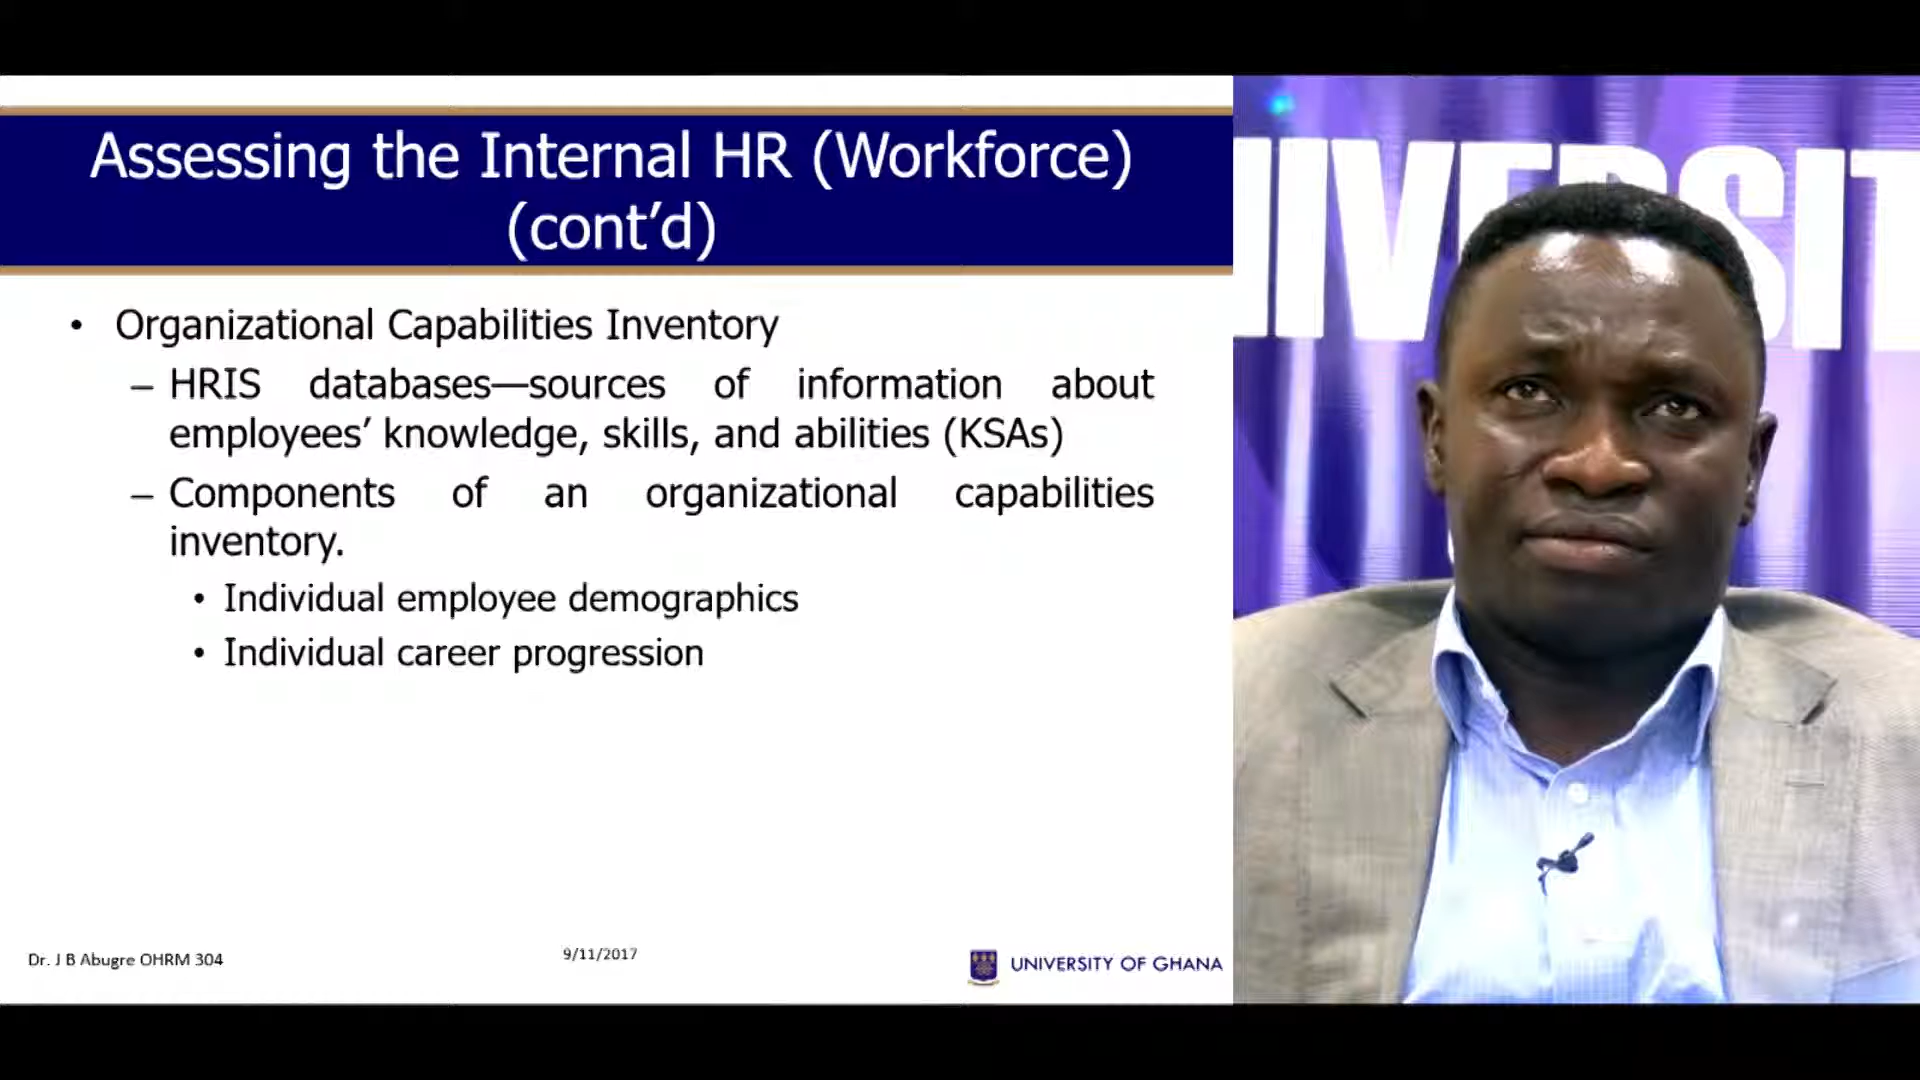 Assessing the Internal HR (Workforce)
(cont’d)
• Organizational Capabilities Inventory
– HRIS databases—sources of information about
employees’ knowledge, skills, and abilities (KSAs)
– Components of an organizational capabilities
inventory.
• Individual employee demographics
• Individual career progression
Dr. J B Abugre OHRM 304
9/11/2017
UNIVERSITY OF GHANA